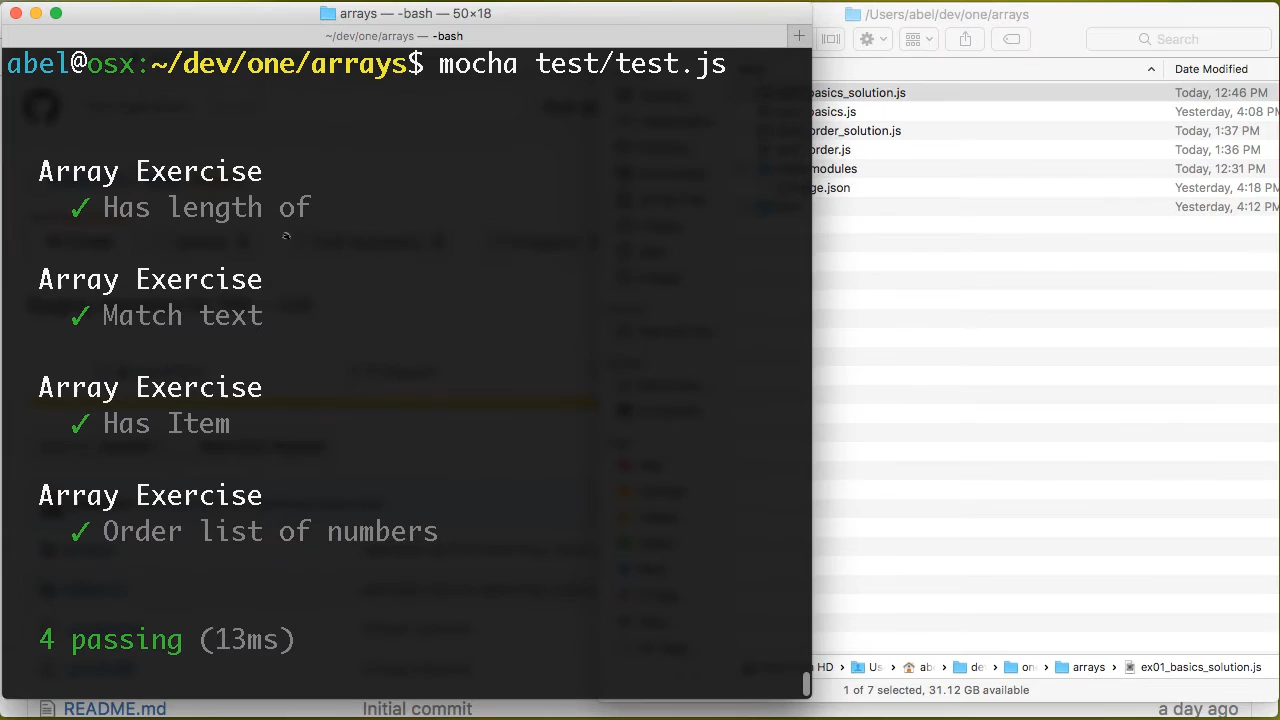 arrays — -bash — 50×18
~/dev/one/arrays — -bash
abel@osx:~/dev/one/arrays$ mocha test/test.js
Array Exercise
✓ Has length of
Array Exercise
✓ Match text
Array Exercise
✓ Has Item
Array Exercise
✓ Order list of numbers
4 passing (13ms)
/Users/abel/dev/one/arrays
Search
Date Modified
basics_solution.js Today, 12:46 PM
basics.js Yesterday, 4:08 PM
order_solution.js Today, 1:37 PM
order.js Today, 1:36 PM
modules Today, 12:31 PM
ge.json Yesterday, 4:18 PM
Yesterday, 4:12 PM
HD Us abe de on arrays ex01_basics_solution.js
1 of 7 selected, 31.12 GB available
README.md Initial commit a day ago